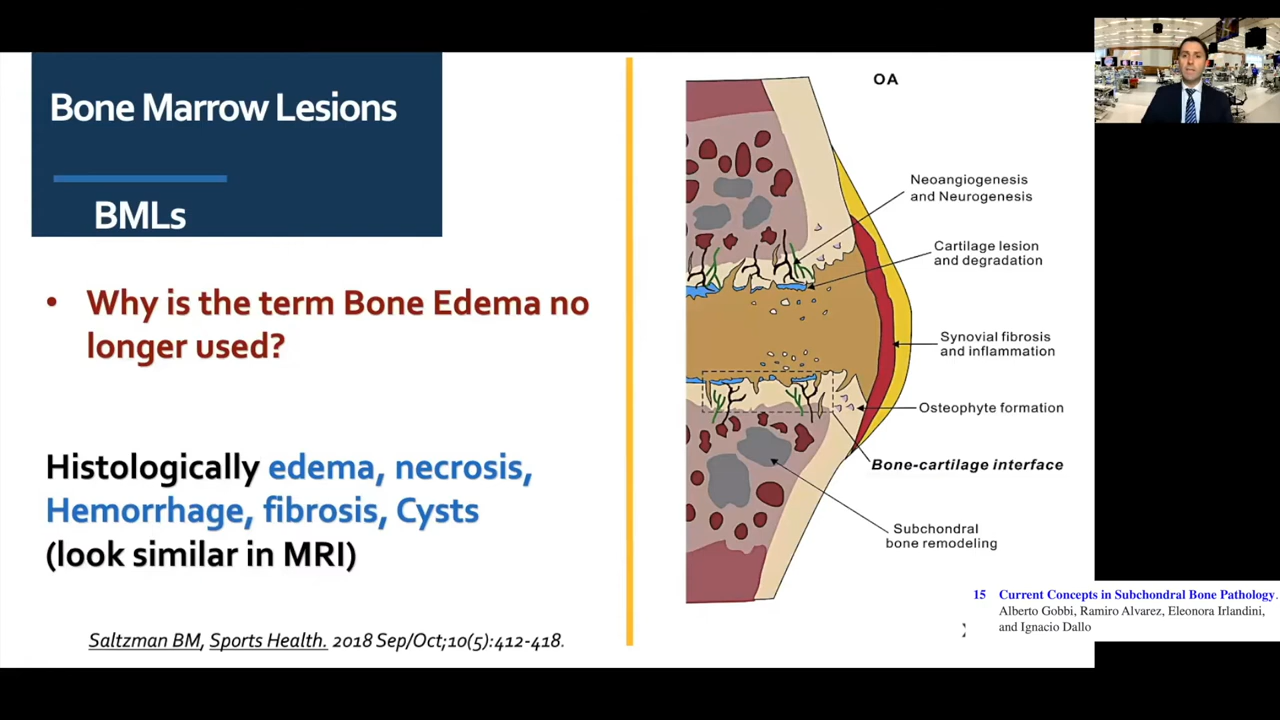 Bone Marrow Lesions
BMLs
• Why is the term Bone Edema no
longer used?
Histologically edema, necrosis,
Hemorrhage, fibrosis, Cysts
(look similar in MRI)
Saltzman BM, Sports Health. 2018 Sep/Oct;10(5):412-418.
OA
Neoangiogenesis
and Neurogenesis
Cartilage lesion
and degradation
Synovial fibrosis
and inflammation
Osteophyte formation
Bone-cartilage interface
Subchondral
bone remodeling
15 Current Concepts in Subchondral Bone Pathology.
Alberto Gobbi, Ramiro Alvarez, Eleonora Irlandini,
and Ignacio Dallo